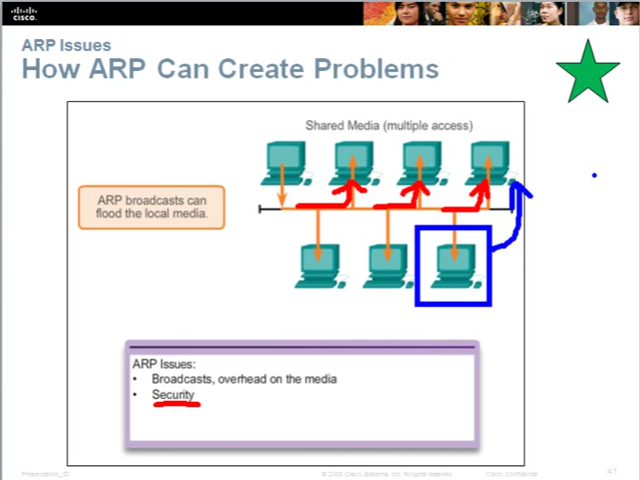 CISCO
ARP Issues
How ARP Can Create Problems
Shared Media (multiple access)
ARP broadcasts can
flood the local media.
ARP Issues:
• Broadcasts, overhead on the media
• Security
Presentation_ID
© 2008 Cisco Systems, Inc. All rights reserved.
Cisco Confidential
41